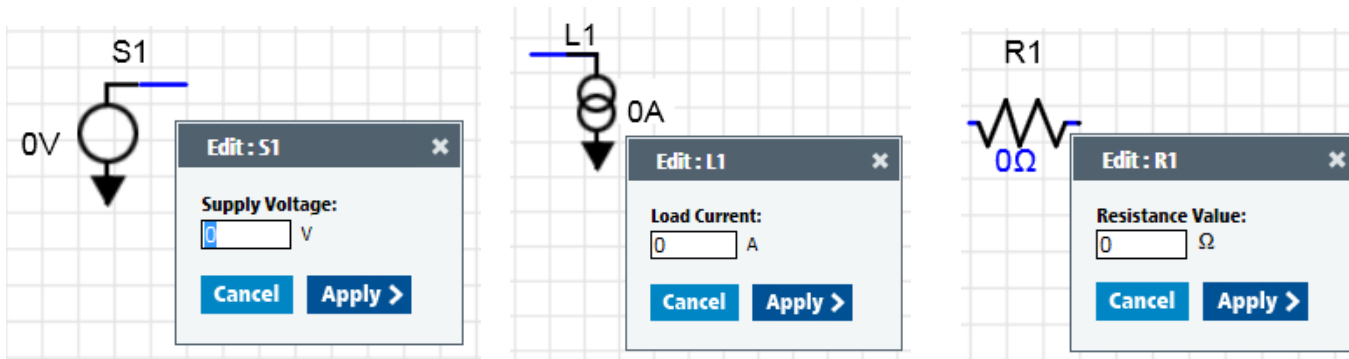 S1
0V
Edit : S1
Supply Voltage:
0 V
Cancel Apply >
L1
0A
Edit : L1
Load Current:
0 A
Cancel Apply >
R1
0Ω
Edit : R1
Resistance Value:
0 Ω
Cancel Apply >